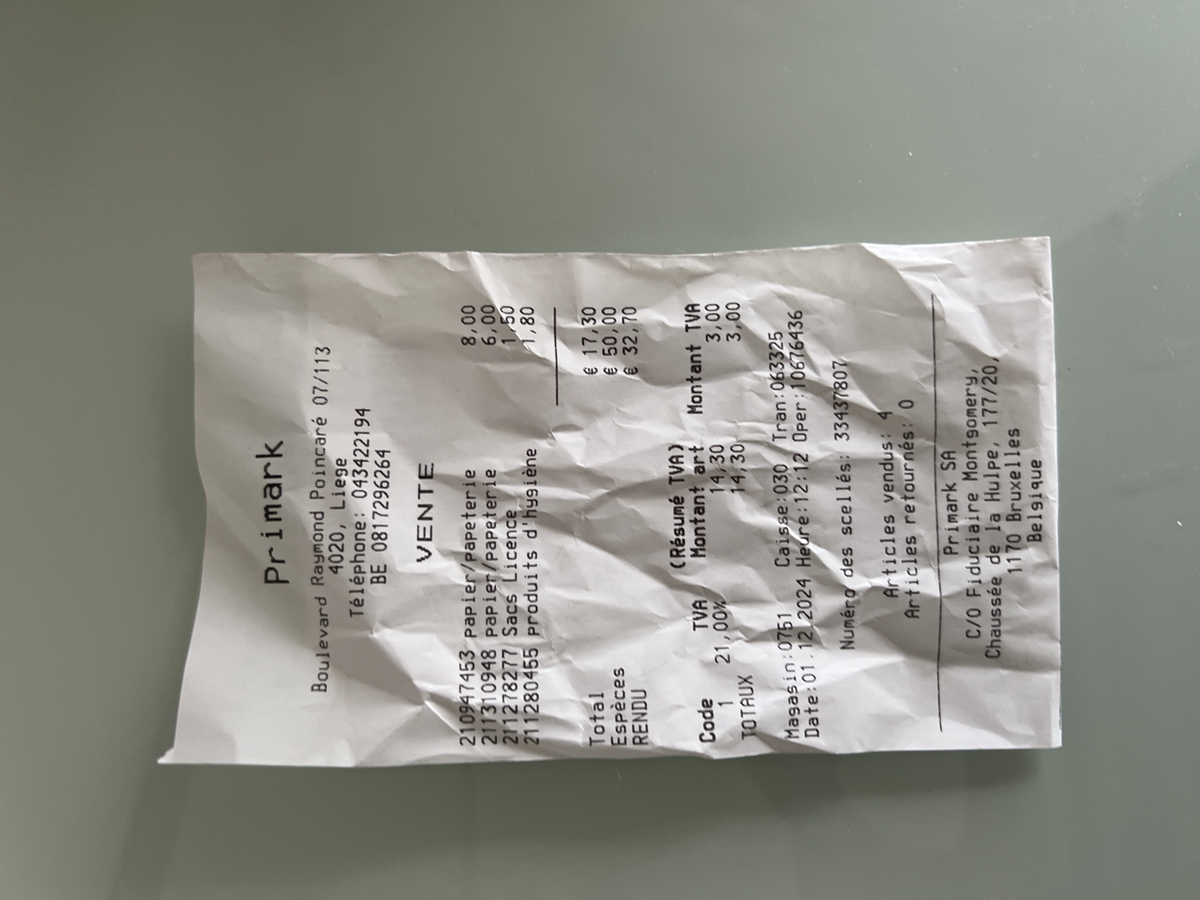 Primark
Boulevard Raymond Poincaré 07/113
4020, Liege
Téléphone: 043422194
BE 0817296264
VENTE
210947453 Papier/Papeterie 8,00
211310948 Papier/Papeterie 6,00
211278277 Sacs Licence 1,50
211280455 Produits d'hygiène 1,80
Total € 17,30
Espèces € 50,00
RENDU € 32,70
(Résumé TVA)
Code TVA Montant art Montant TVA
1 21,00% 14,30 3,00
TOTAUX 14,30 3,00
Magasin:0751 Caisse:030 Tran:063325
Date:01.12.2024 Heure:12:12 Oper:10676436
Numéro des scellés: 33437807
Articles vendus: 4
Articles retournés: 0
Primark SA
C/O Fiduciaire Montgomery,
Chaussée de la Hulpe, 177/20,
1170 Bruxelles
Belgique